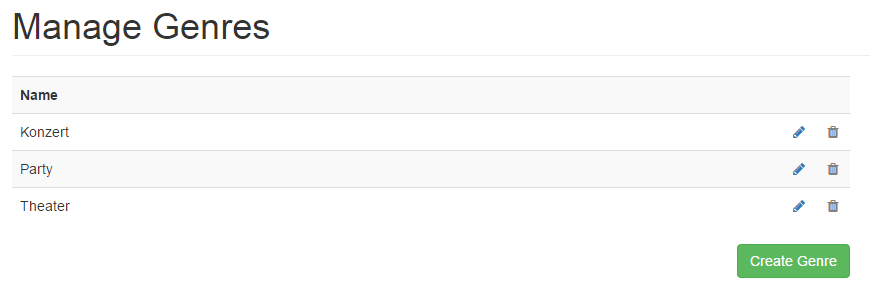 Manage Genres
Name
Konzert
Party
Theater
Create Genre